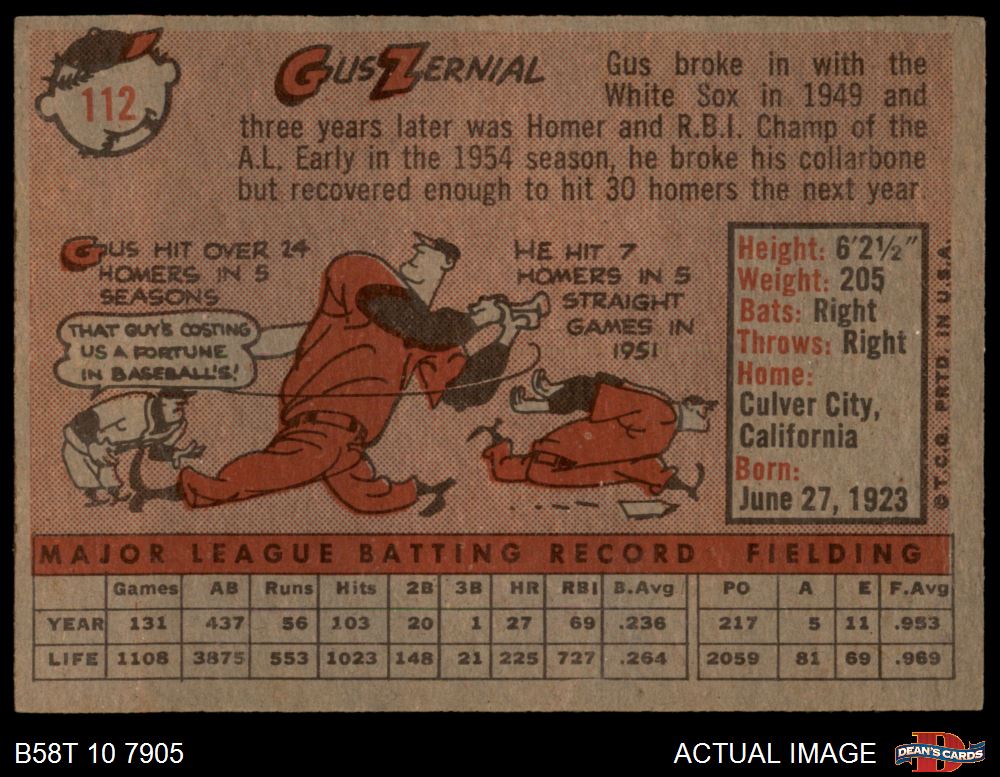 112
GUS ZERNIAL
Gus broke in with the
White Sox in 1949 and
three years later was Homer and R.B.I. Champ of the
A.L. Early in the 1954 season, he broke his collarbone
but recovered enough to hit 30 homers the next year
GUS HIT OVER 24
HOMERS IN 5
SEASONS
THAT GUY'S COSTING
US A FORTUNE
IN BASEBALL'S!
HE HIT 7
HOMERS IN 5
STRAIGHT
GAMES IN
1951
Height: 6'2½"
Weight: 205
Bats: Right
Throws: Right
Home:
Culver City,
California
Born:
June 27, 1923
© T.C.G. PRTD. IN U.S.A.
MAJOR LEAGUE BATTING RECORD FIELDING
Games AB Runs Hits 2B 3B HR RBI B.Avg PO A E F.Avg
YEAR 131 437 56 103 20 1 27 69 .236 217 5 11 .953
LIFE 1108 3875 553 1023 148 21 225 727 .264 2059 81 69 .969
B58T 10 7905
ACTUAL IMAGE
D
DEAN'S CARDS